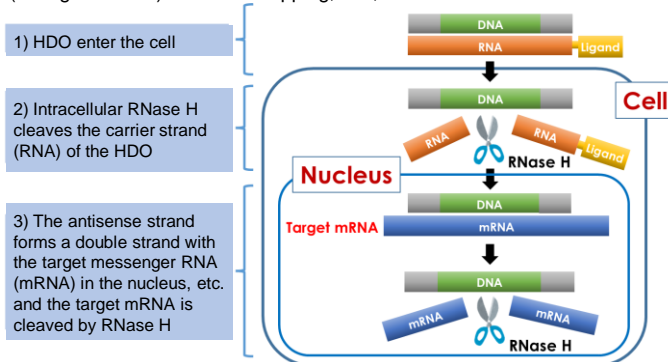 1) HDO enter the cell
DNA
RNA
Ligand
2) Intracellular RNase H
cleaves the carrier strand
(RNA) of the HDO
Cell
DNA
RNA
RNA
Ligand
RNase H
Nucleus
3) The antisense strand
forms a double strand with
the target messenger RNA
(mRNA) in the nucleus, etc.
and the target mRNA is
cleaved by RNase H
DNA
Target mRNA
mRNA
DNA
mRNA
mRNA
RNase H